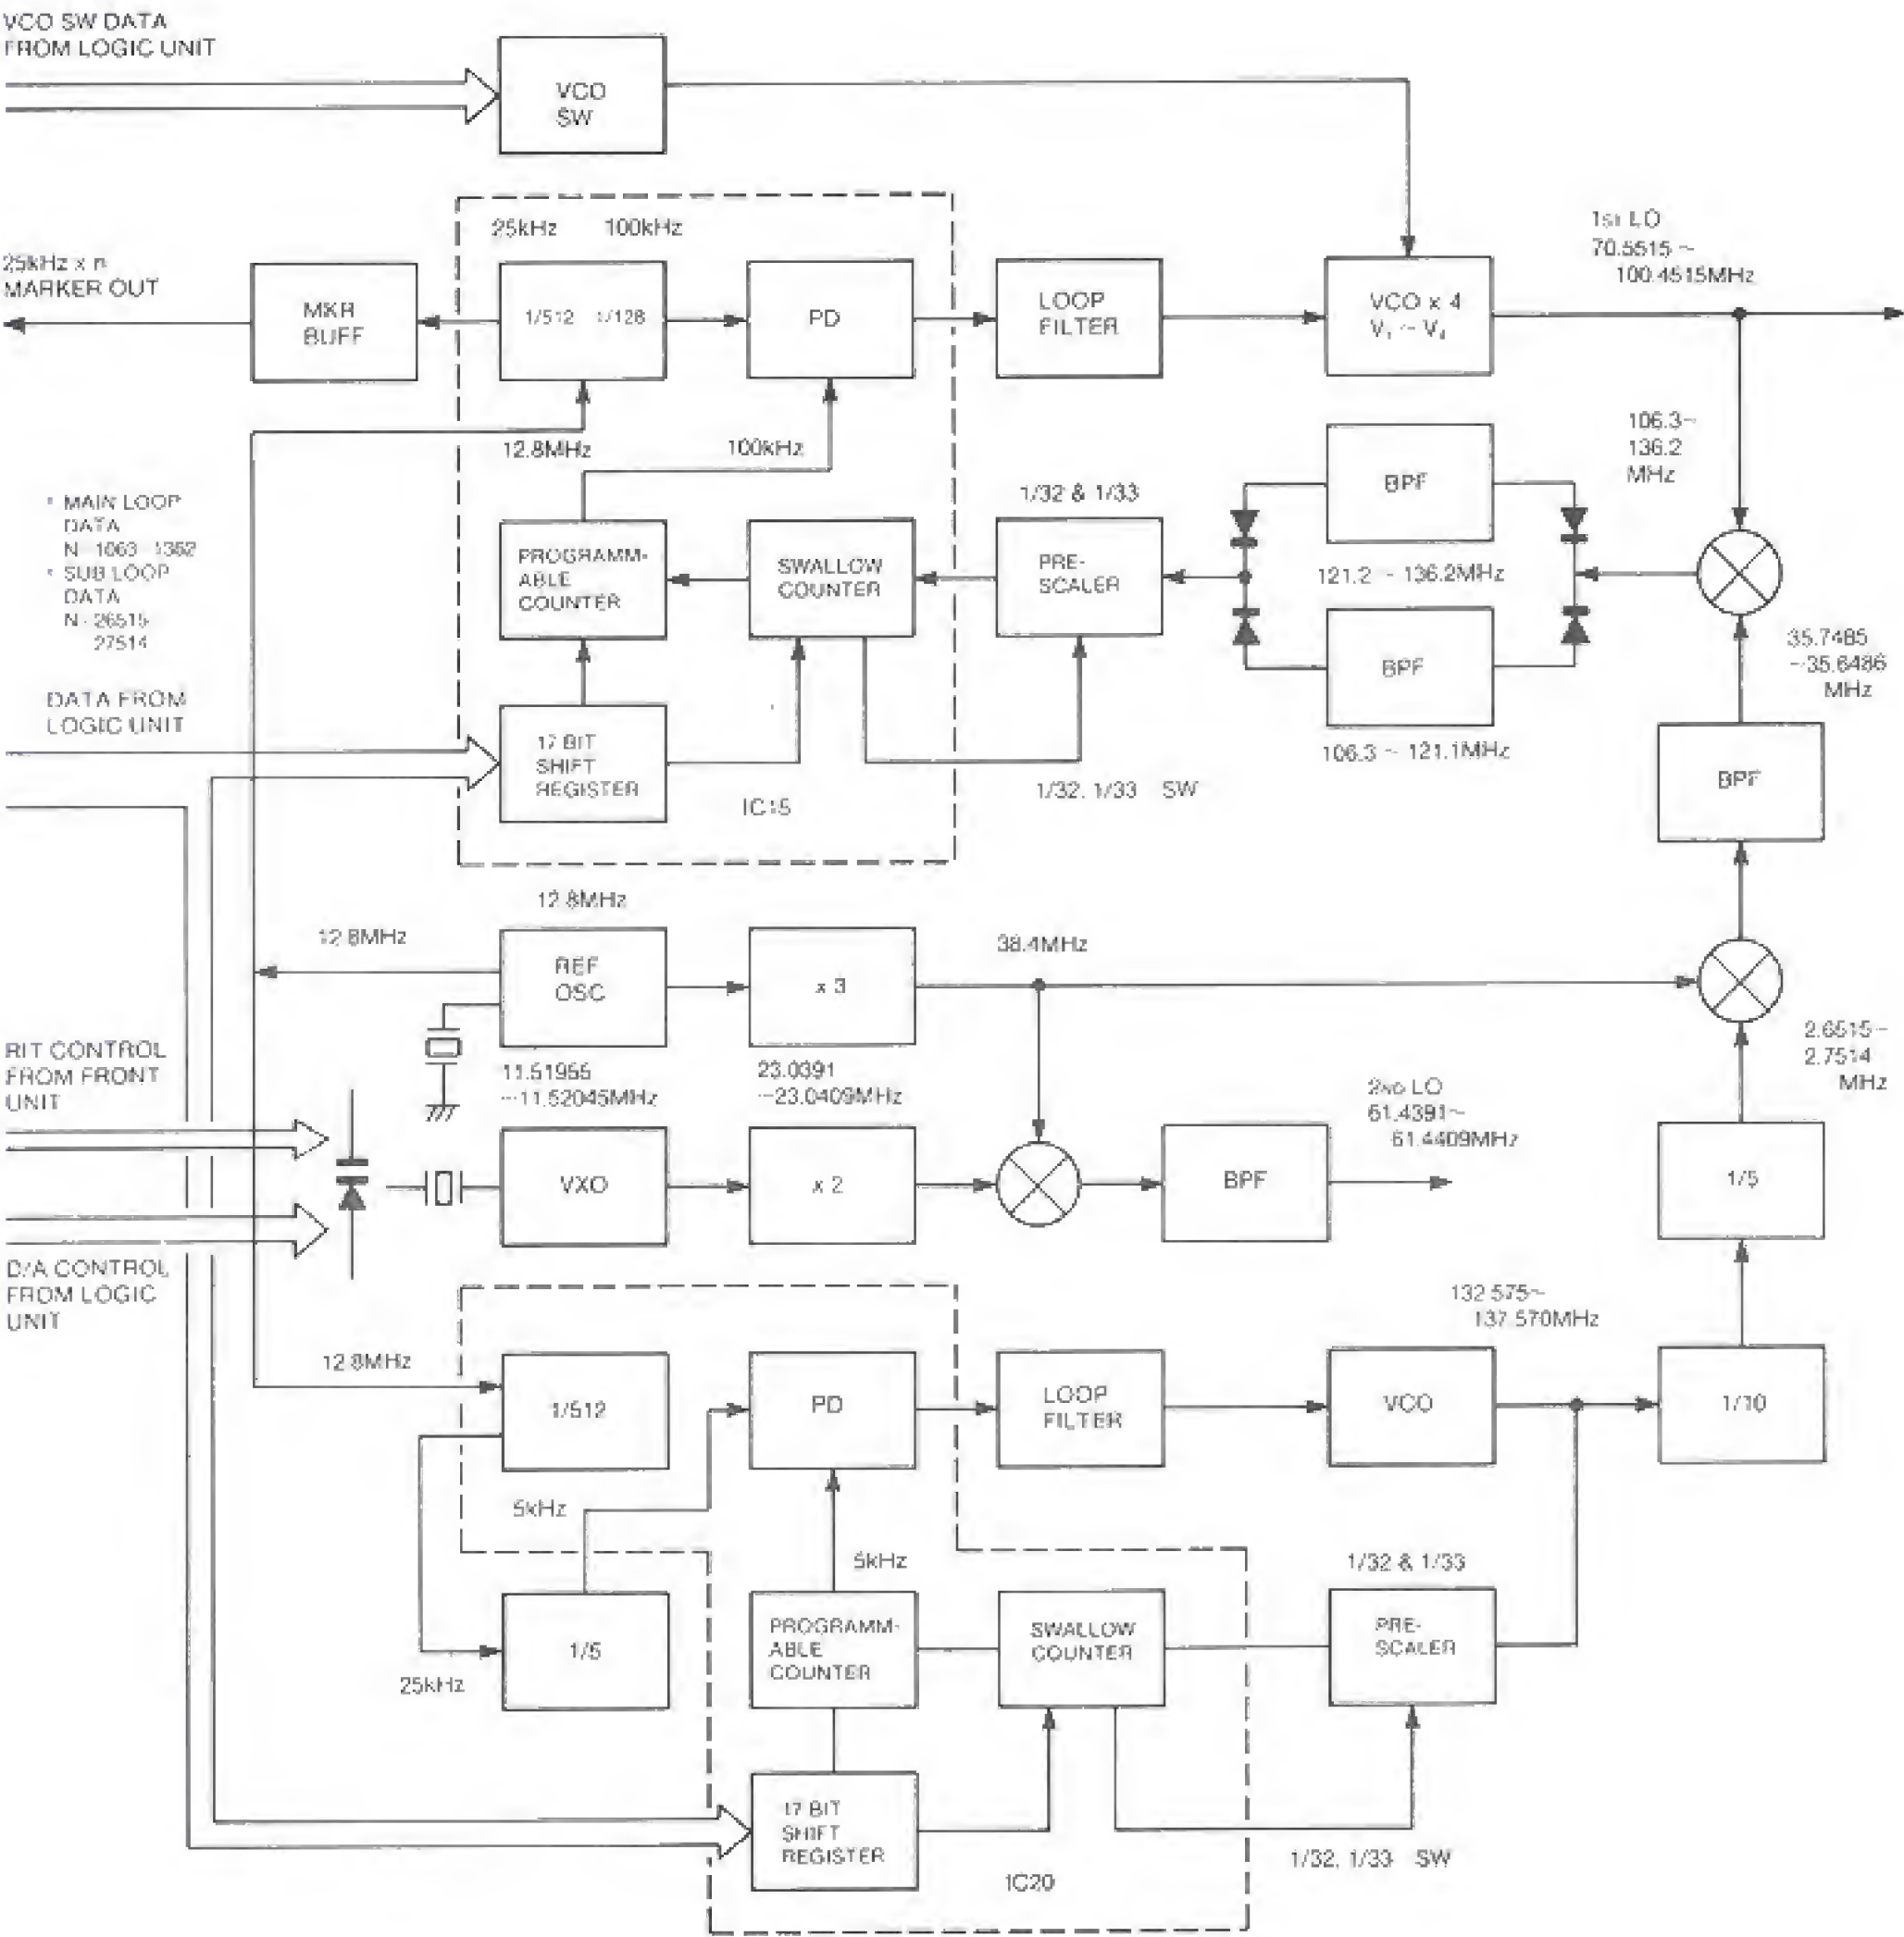 VCO SW DATA
FROM LOGIC UNIT
VCO
SW
25kHz 100kHz
1st LO
70.5515 ~
100.4515MHz
25kHz x n
MARKER OUT
MKR
BUFF
1/512 1/128
PD
LOOP
FILTER
VCO x 4
V₁ ~ V₄
12.8MHz
100kHz
106.3~
136.2
MHz
BPF
* MAIN LOOP
DATA
N 1063 1362
* SUB LOOP
DATA
N 26515
27514
1/32 & 1/33
PROGRAMM-
ABLE
COUNTER
SWALLOW
COUNTER
PRE-
SCALER
121.2 ~ 136.2MHz
BPF
106.3 ~ 121.1MHz
35.7485
~35.6486
MHz
DATA FROM
LOGIC UNIT
17 BIT
SHIFT
REGISTER
IC15
1/32, 1/33 SW
BPF
12.8MHz
12.8MHz
REF
OSC
x 3
38.4MHz
2.6515~
2.7514
MHz
RIT CONTROL
FROM FRONT
UNIT
11.51955
~11.52045MHz
23.0391
~23.0409MHz
2ND LO
61.4391~
61.4409MHz
VXO
x 2
BPF
1/5
D/A CONTROL
FROM LOGIC
UNIT
132.575~
137.570MHz
12.8MHz
1/512
PD
LOOP
FILTER
VCO
1/10
5kHz
5kHz
1/32 & 1/33
1/5
25kHz
PROGRAMM-
ABLE
COUNTER
SWALLOW
COUNTER
PRE-
SCALER
17 BIT
SHIFT
REGISTER
IC20
1/32, 1/33 SW